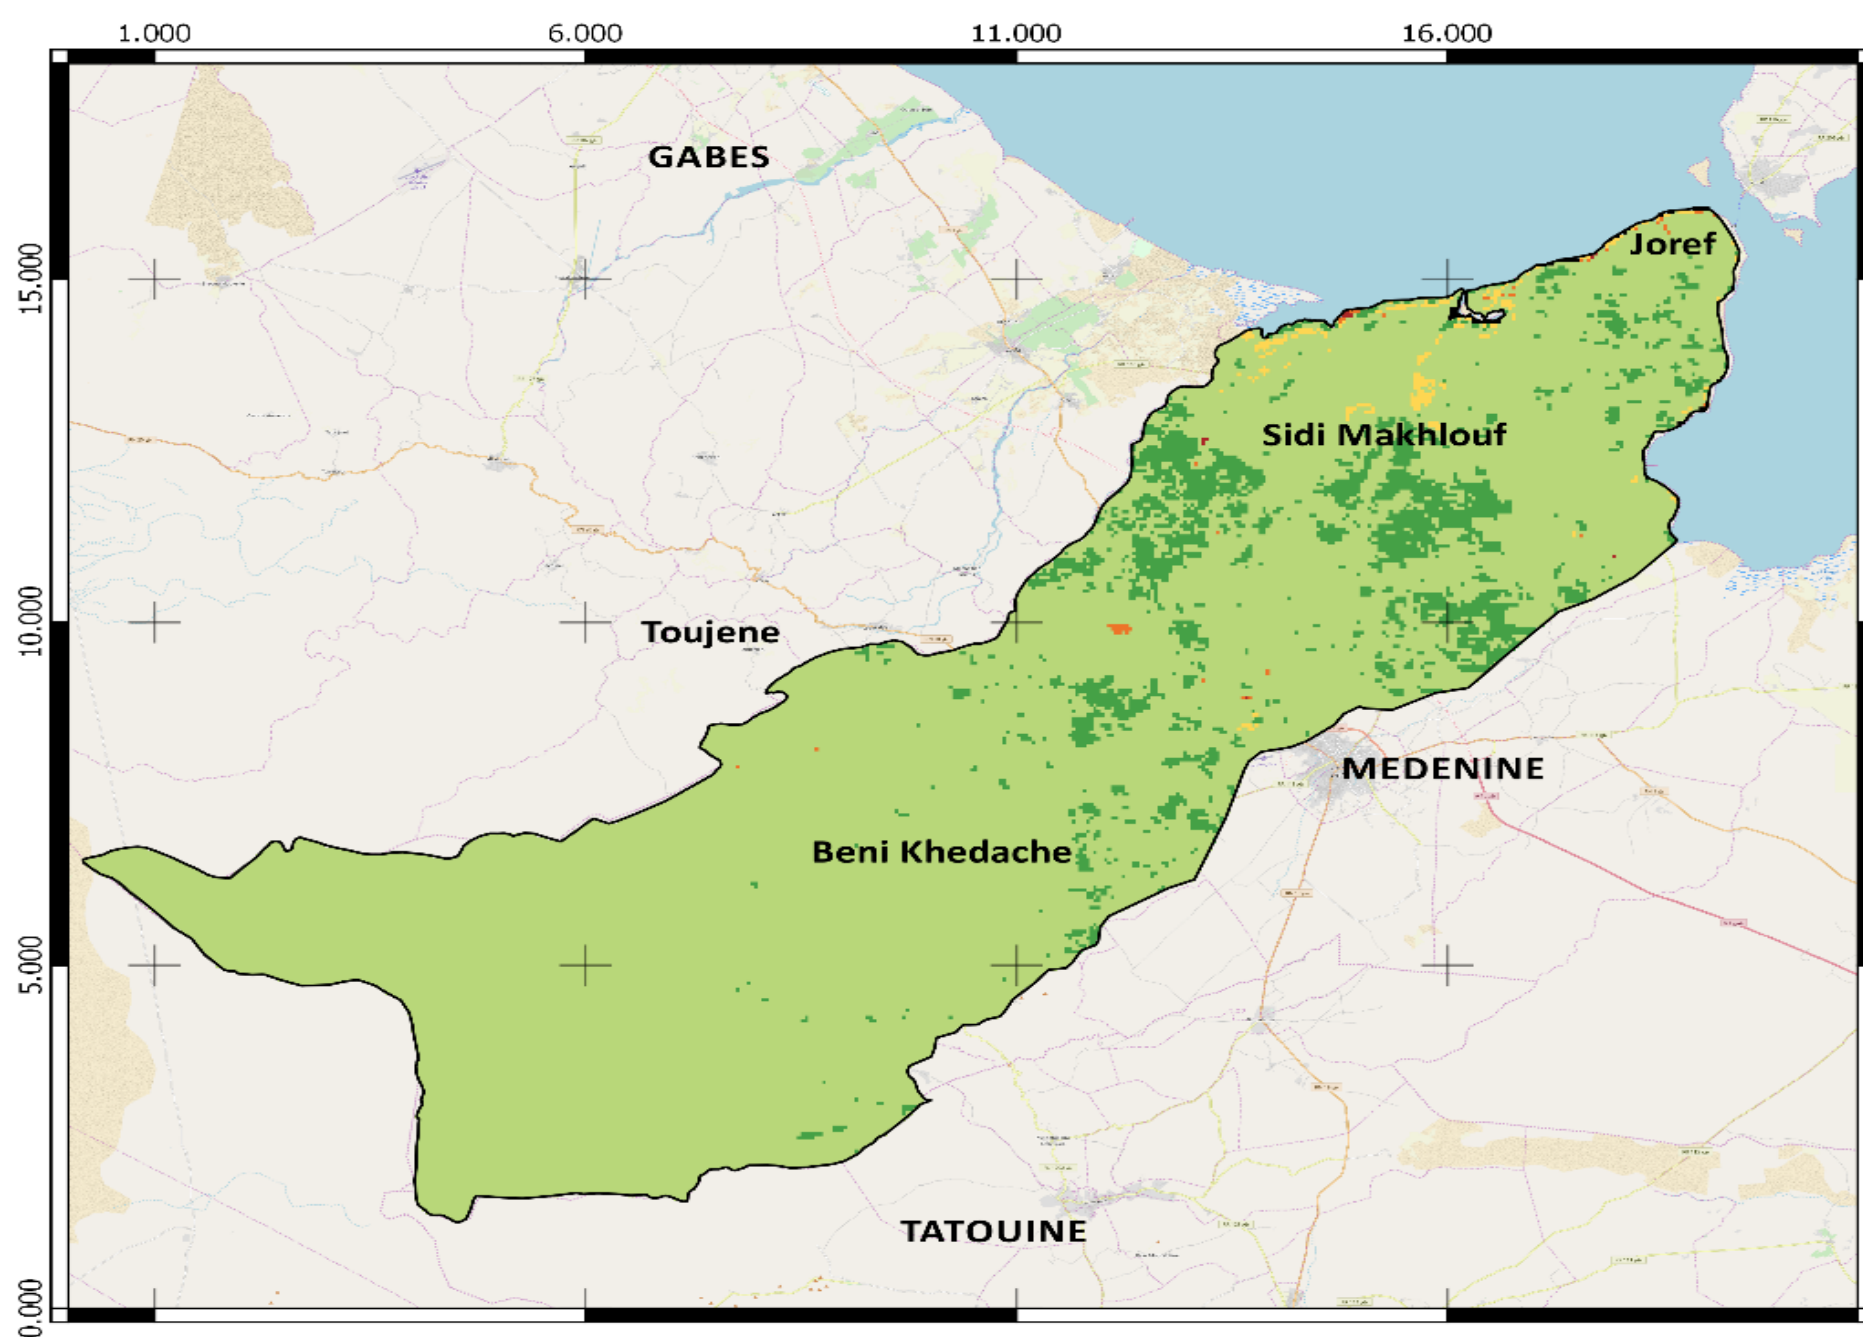 1.000 6.000 11.000 16.000
GABES
Joref
15.000
Sidi Makhlouf
10.000
Toujene
MEDENINE
Beni Khedache
5.000
TATOUINE
0.000